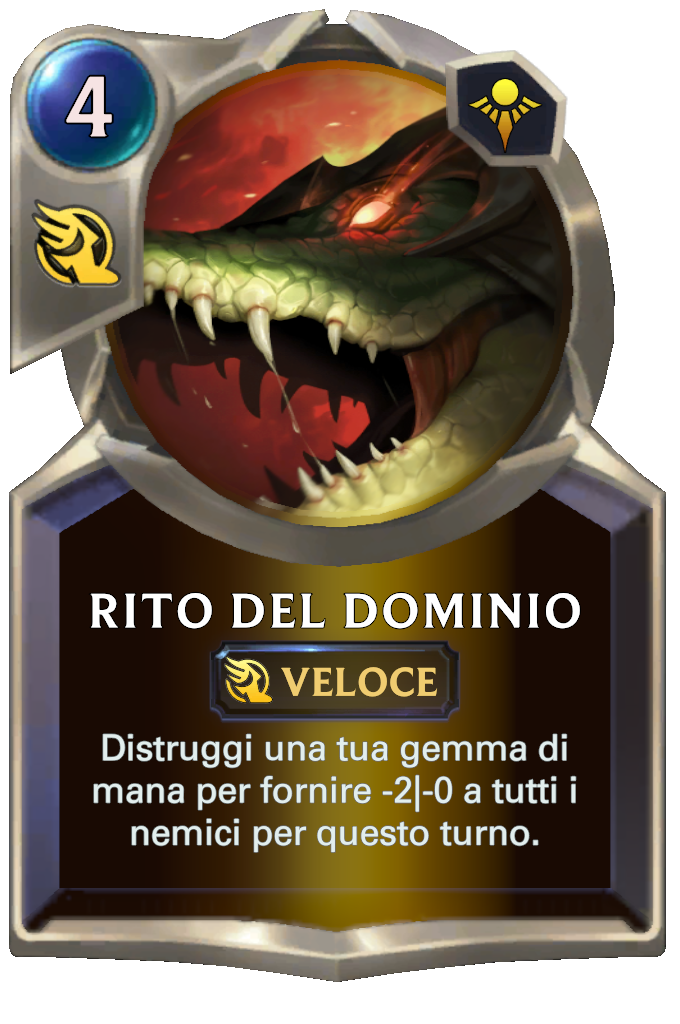 4
RITO DEL DOMINIO
VELOCE
Distruggi una tua gemma di
mana per fornire -2|-0 a tutti i
nemici per questo turno.